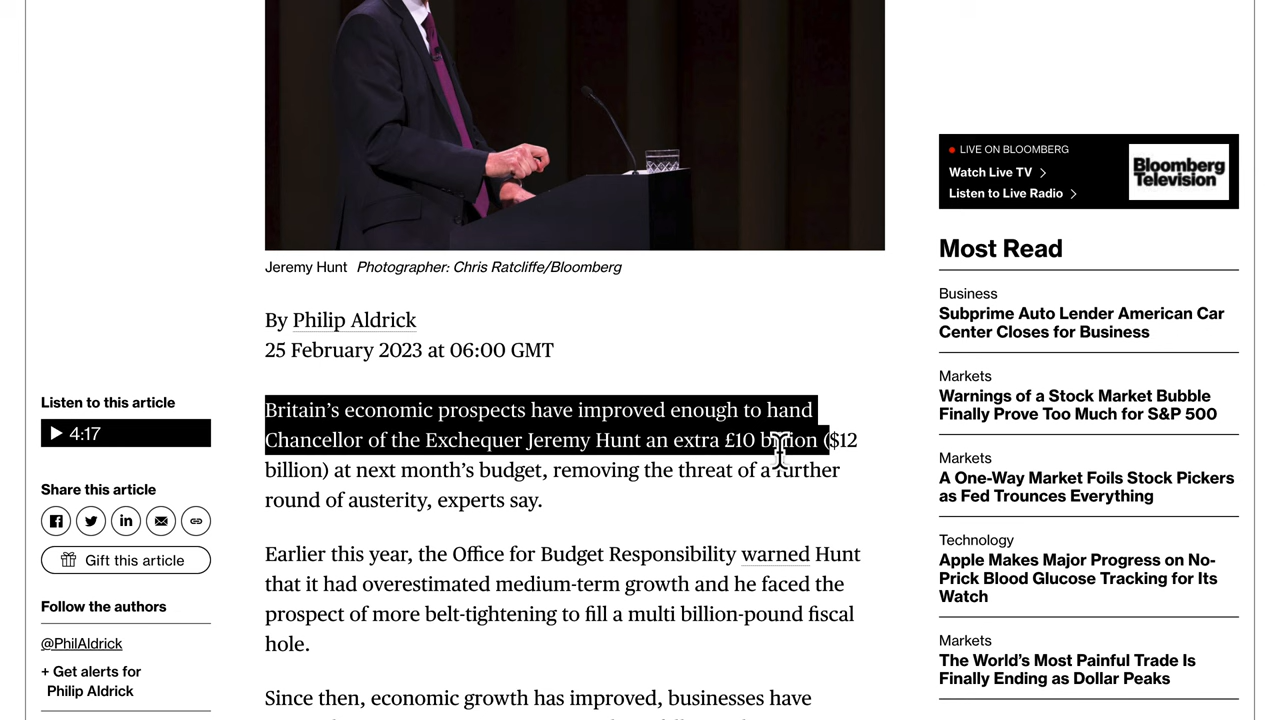 Jeremy Hunt Photographer: Chris Ratcliffe/Bloomberg
By Philip Aldrick
25 February 2023 at 06:00 GMT
Britain’s economic prospects have improved enough to hand
Chancellor of the Exchequer Jeremy Hunt an extra £10 billion ($12
billion) at next month’s budget, removing the threat of a further
round of austerity, experts say.
Earlier this year, the Office for Budget Responsibility warned Hunt
that it had overestimated medium-term growth and he faced the
prospect of more belt-tightening to fill a multi billion-pound fiscal
hole.
Since then, economic growth has improved, businesses have
Listen to this article
4:17
Share this article
Gift this article
Follow the authors
@PhilAldrick
+ Get alerts for
Philip Aldrick
LIVE ON BLOOMBERG
Watch Live TV
Listen to Live Radio
Bloomberg
Television
Most Read
Business
Subprime Auto Lender American Car
Center Closes for Business
Markets
Warnings of a Stock Market Bubble
Finally Prove Too Much for S&P 500
Markets
A One-Way Market Foils Stock Pickers
as Fed Trounces Everything
Technology
Apple Makes Major Progress on No-
Prick Blood Glucose Tracking for Its
Watch
Markets
The World’s Most Painful Trade Is
Finally Ending as Dollar Peaks